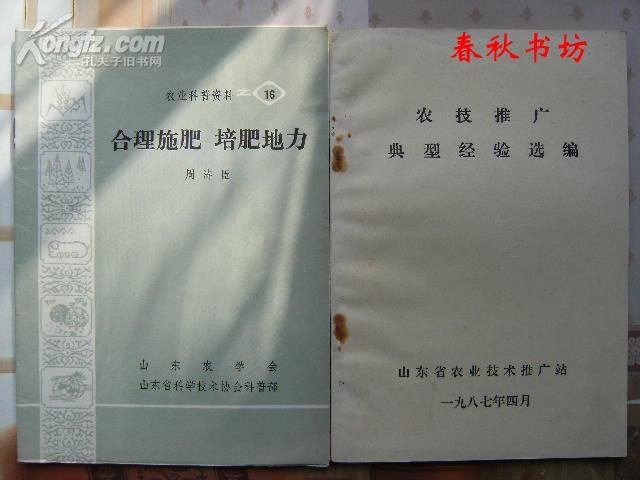 Kongfz.com
孔夫子旧书网
农业科普资料 16
合理施肥 培肥地力
山东农学会
山东省科学技术协会科普部
春秋书坊
农技推广
典型经验选编
山东省农业技术推广站
一九八七年四月